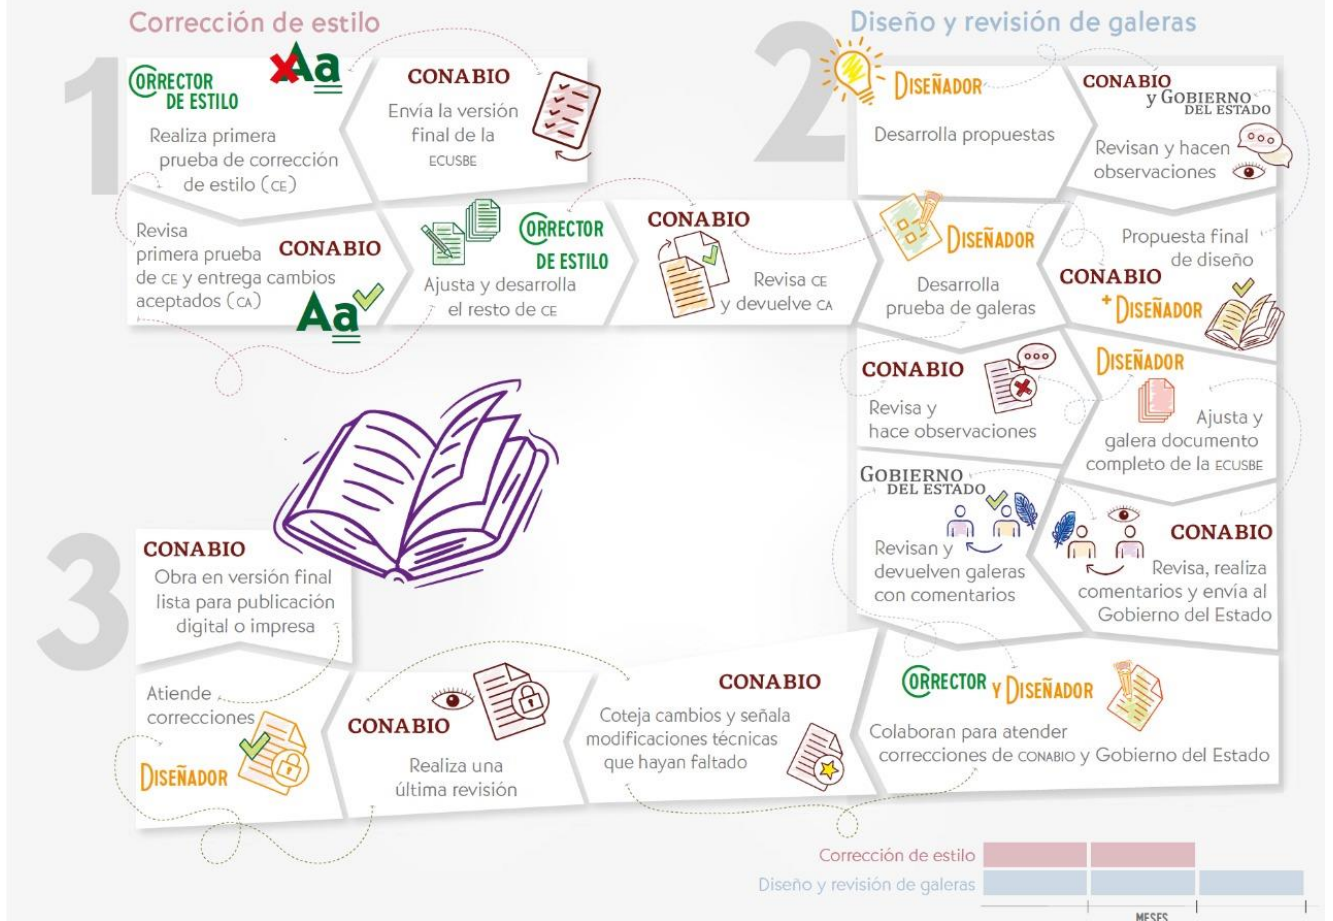 Corrección de estilo
1
CORRECTOR
DE ESTILO
Aa
Realiza primera
prueba de corrección
de estilo (CE)
CONABIO
Envía la versión
final de la
ECUSBE
Revisa
primera prueba
de CE y entrega cambios
aceptados (CA)
CONABIO
Aa
CORRECTOR
DE ESTILO
Ajusta y desarrolla
el resto de CE
CONABIO
Revisa CE
y devuelve CA
Diseño y revisión de galeras
2
DISEÑADOR
Desarrolla propuestas
CONABIO
y GOBIERNO
DEL ESTADO
Revisan y hacen
observaciones
Propuesta final
de diseño
CONABIO
+ DISEÑADOR
DISEÑADOR
Desarrolla
prueba de galeras
CONABIO
Revisa y
hace observaciones
DISEÑADOR
Ajusta y
galera documento
completo de la ECUSBE
CONABIO
Revisa, realiza
comentarios y envía al
Gobierno del Estado
GOBIERNO
DEL ESTADO
Revisan y
devuelven galeras
con comentarios
CORRECTOR Y DISEÑADOR
Colaboran para atender
correcciones de CONABIO y Gobierno del Estado
CONABIO
Coteja cambios y señala
modificaciones técnicas
que hayan faltado
CONABIO
Realiza una
última revisión
Atiende
correcciones
DISEÑADOR
3
CONABIO
Obra en versión final
lista para publicación
digital o impresa
Corrección de estilo
Diseño y revisión de galeras
MESES